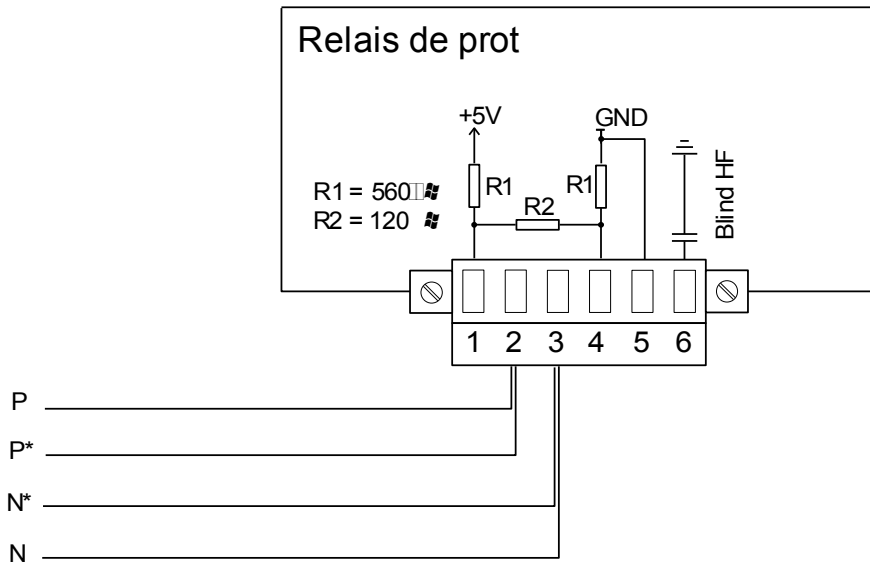 Relais de prot
+5V
GND
R1 = 560
R2 = 120
R1
R1
R2
Blind HF
1 2 3 4 5 6
P
P*
N*
N